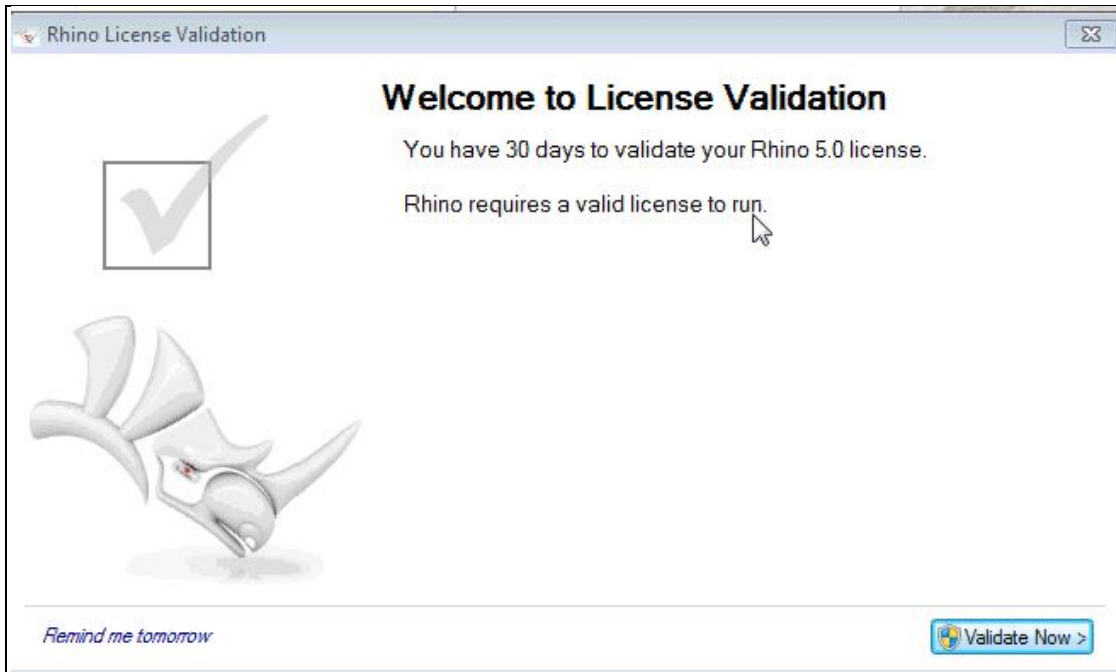 Rhino License Validation
Welcome to License Validation
You have 30 days to validate your Rhino 5.0 license.
Rhino requires a valid license to run.
Remind me tomorrow
Validate Now >